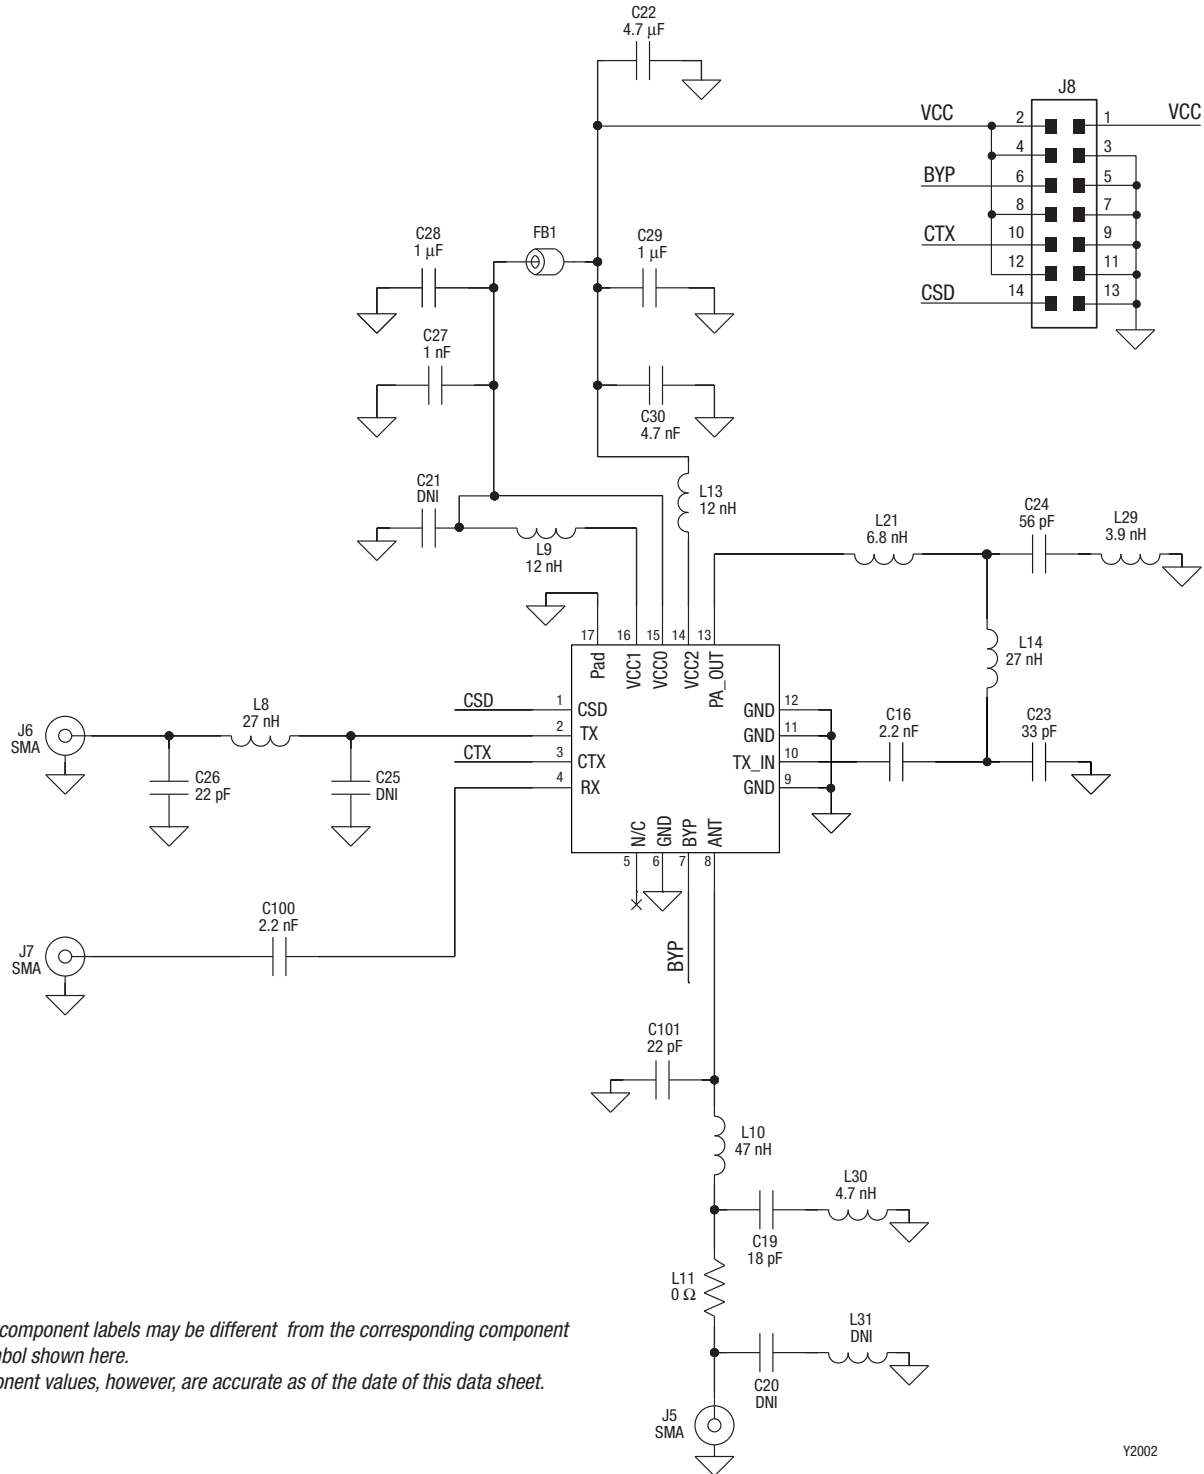 C22
4.7 µF
J8
VCC
2
1
VCC
4
3
BYP
6
5
8
7
CTX
10
9
12
11
CSD
14
13
C28
1 µF
FB1
C29
1 µF
C27
1 nF
C30
4.7 nF
C21
DNI
L13
12 nH
L9
12 nH
L21
6.8 nH
C24
56 pF
L29
3.9 nH
L14
27 nH
17
16
15
14
13
Pad
VCC1
VCC0
VCC2
PA_OUT
CSD
1
CSD
2
TX
CTX
3
CTX
4
RX
GND
12
GND
11
TX_IN
10
GND
9
N/C
GND
BYP
ANT
5
6
7
8
J6
SMA
L8
27 nH
C26
22 pF
C25
DNI
C16
2.2 nF
C23
33 pF
C100
2.2 nF
J7
SMA
BYP
C101
22 pF
L10
47 nH
L30
4.7 nH
C19
18 pF
L11
0 Ω
L31
DNI
C20
DNI
J5
SMA
component labels may be different from the corresponding component
shown here.
values, however, are accurate as of the date of this data sheet.
Y2002